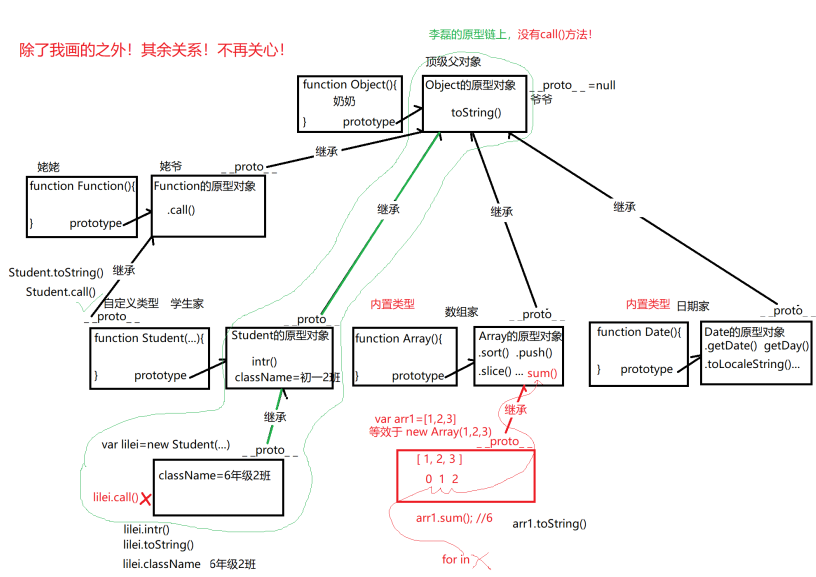 李磊的原型链上，没有call()方法！
除了我画的之外！其余关系！不再关心！
顶级父对象
function Object(){
奶奶
}    prototype
Object的原型对象
toString()
__proto__=null
爷爷
继承
__proto__
姥姥
姥爷
function Function(){
}    prototype
Function的原型对象
.call()
继承
继承
继承
Student.toString()
Student.call()
继承
自定义类型 学生家
__proto__
function Student(...){
}    prototype
__proto__
Student的原型对象
intr()
className=初一2班
内置类型
数组家
__proto__
function Array(){
}    prototype
Array的原型对象
.sort() .push()
.slice() ... sum()
内置类型 日期家
__proto__
function Date(){
}    prototype
Date的原型对象
.getDate() getDay()
.toLocaleString()...
继承
var lilei=new Student(...)
__proto__
className=6年级2班
lilei.call()
lilei.intr()
lilei.toString()
lilei.className 6年级2班
继承
var arr1=[1,2,3]
等效于 new Array(1,2,3)
__proto__
[ 1, 2, 3 ]
0 1 2
arr1.sum(); //6
arr1.toString()
for in